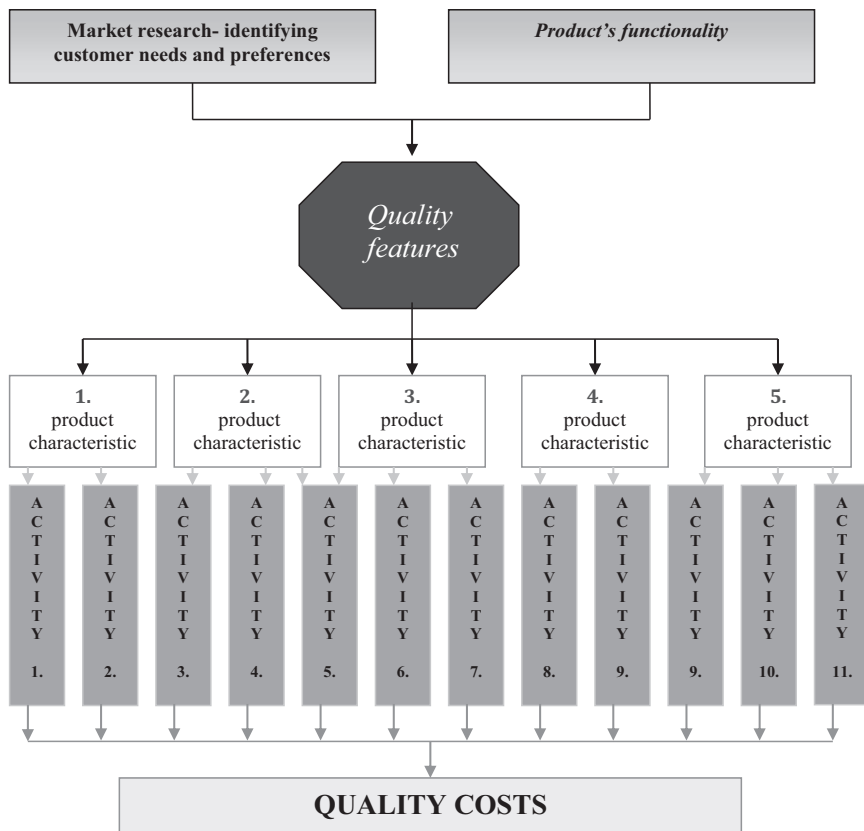 Market research- identifying
customer needs and preferences
Product's functionality
Quality
features
1.
product
characteristic
2.
product
characteristic
3.
product
characteristic
4.
product
characteristic
5.
product
characteristic
ACTIVITY
1.
ACTIVITY
2.
ACTIVITY
3.
ACTIVITY
4.
ACTIVITY
5.
ACTIVITY
6.
ACTIVITY
7.
ACTIVITY
8.
ACTIVITY
9.
ACTIVITY
9.
ACTIVITY
10.
ACTIVITY
11.
QUALITY COSTS